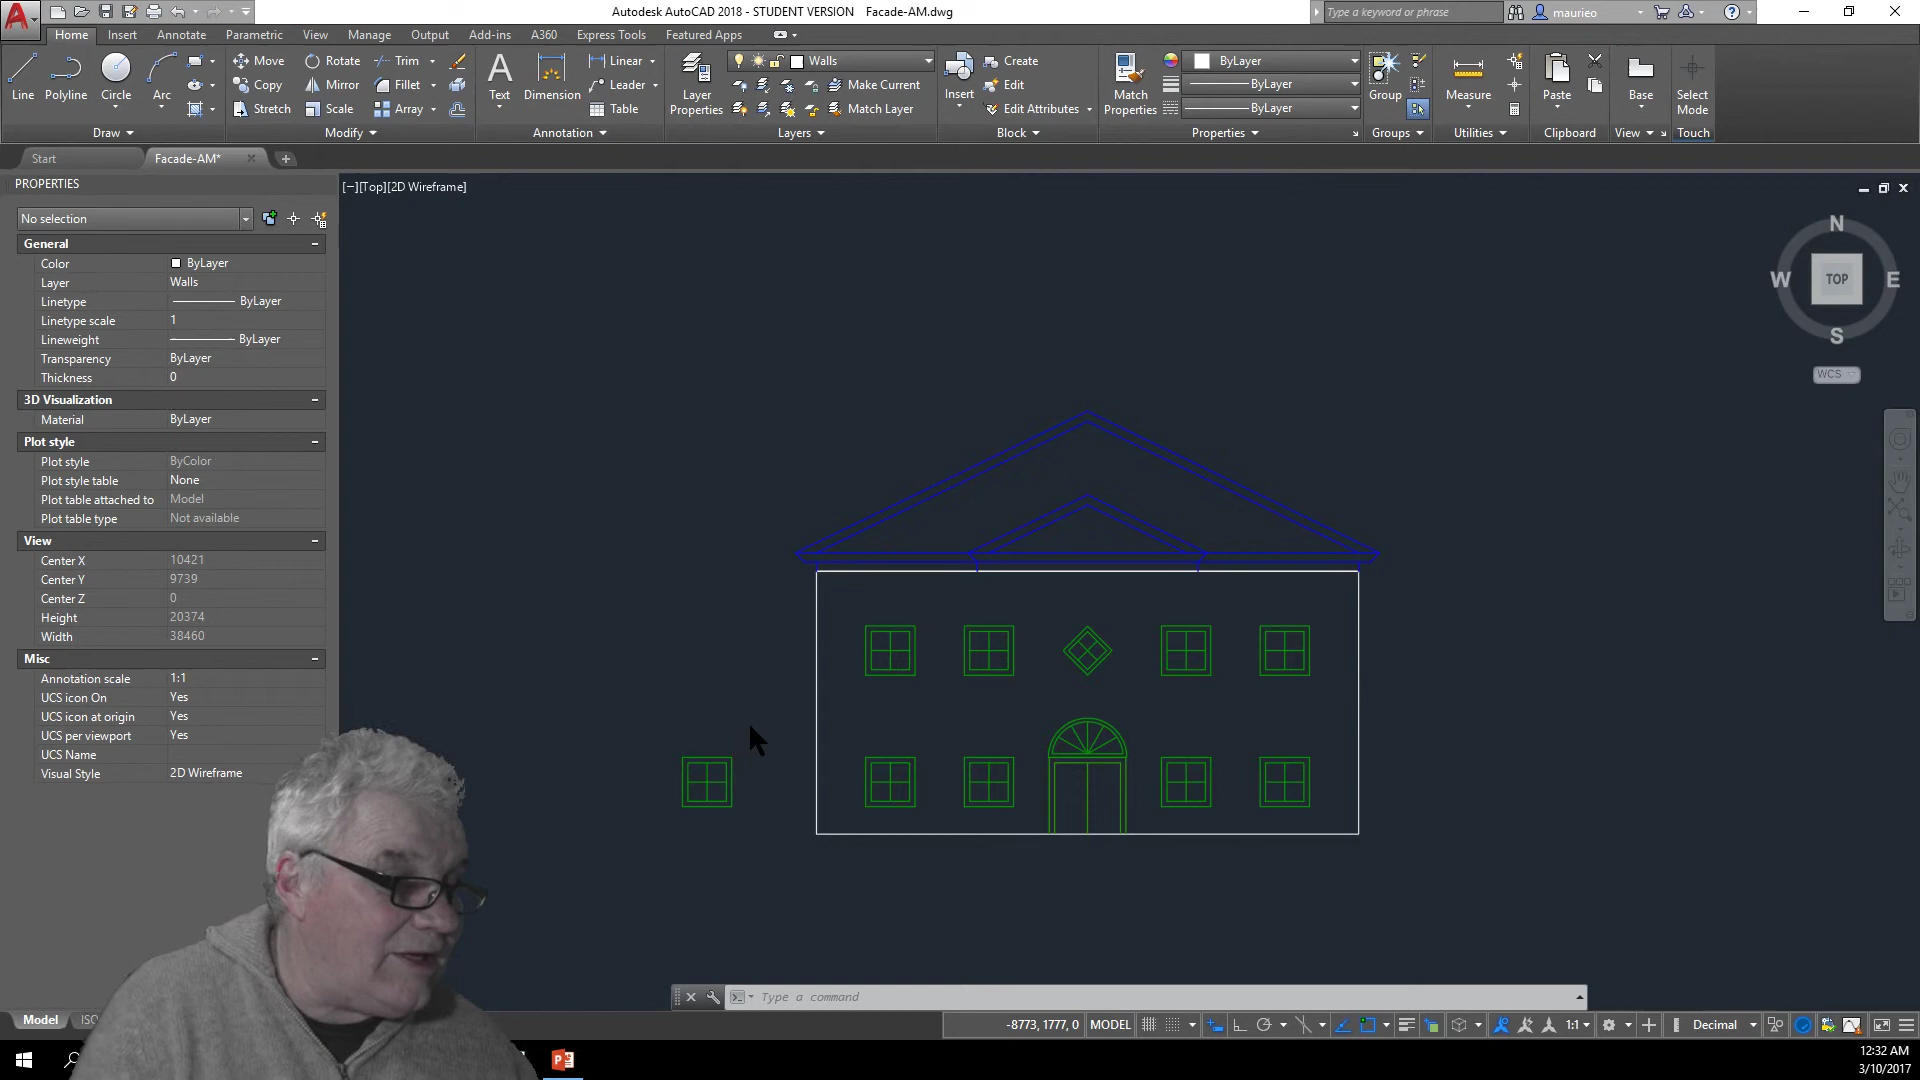 Autodesk AutoCAD 2018 - STUDENT VERSION Facade-AM.dwg
Type a keyword or phrase
maurieo
Home Insert Annotate Parametric View Manage Output Add-ins A360 Express Tools Featured Apps
Line Polyline Circle Arc
Move Rotate Trim
Copy Mirror Fillet
Stretch Scale Array
Text Dimension
Linear
Leader
Table
Layer Properties
Walls
Make Current
Match Layer
Insert
Create
Edit
Edit Attributes
Match Properties
ByLayer
ByLayer
ByLayer
Group Measure Paste Base Select Mode
Draw Modify Annotation Layers Block Properties Groups Utilities Clipboard View Touch
Start Facade-AM*
PROPERTIES
[−][Top][2D Wireframe]
No selection
General
Color ByLayer
Layer Walls
Linetype ByLayer
Linetype scale 1
Lineweight ByLayer
Transparency ByLayer
Thickness 0
3D Visualization
Material ByLayer
Plot style
Plot style ByColor
Plot style table None
Plot table attached to Model
Plot table type Not available
View
Center X 10421
Center Y 9739
Center Z 0
Height 20374
Width 38460
Misc
Annotation scale 1:1
UCS icon On Yes
UCS icon at origin Yes
UCS per viewport Yes
UCS Name
Visual Style 2D Wireframe
N
W TOP E
S
WCS
Type a command
Model ISO
-8773, 1777, 0 MODEL 1:1 Decimal
12:32 AM
3/10/2017